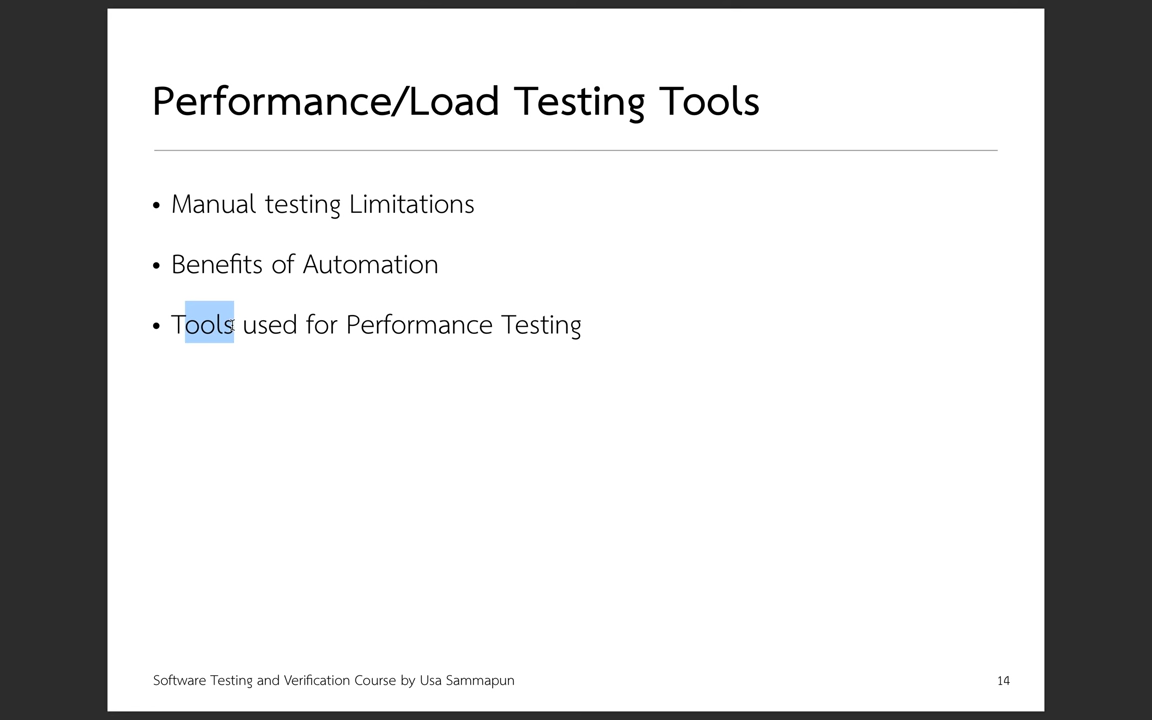 Performance/Load Testing Tools
• Manual testing Limitations
• Benefits of Automation
• Tools used for Performance Testing
Software Testing and Verification Course by Usa Sammapun
14